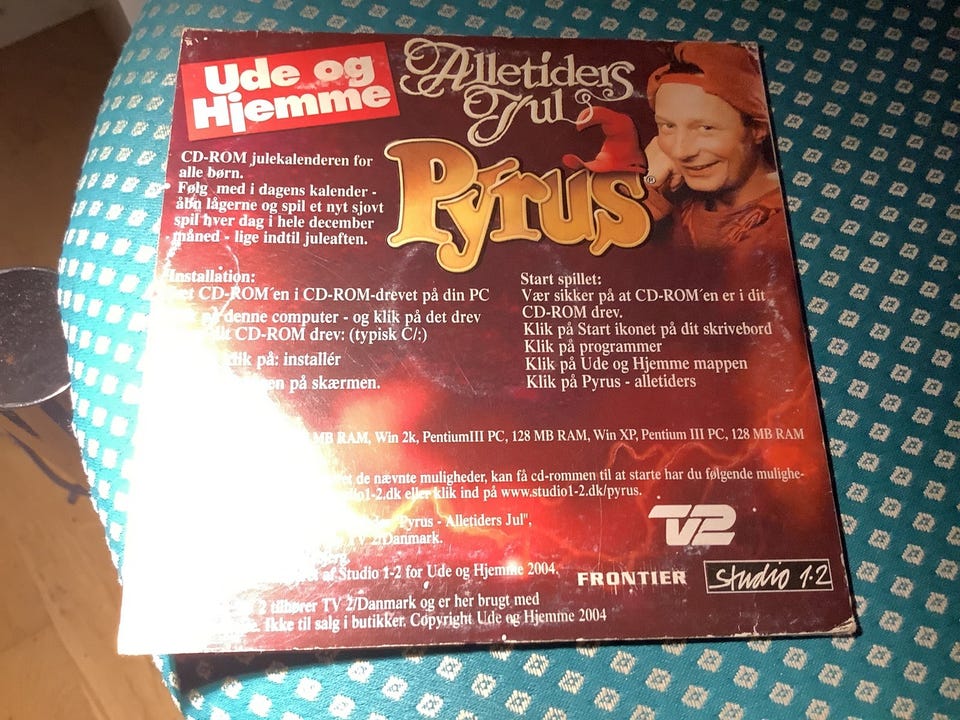 Ude og
Hjemme
Alletiders
Jul
Pyrus®
CD-ROM julekalenderen for
alle børn.
Følg med i dagens kalender -
åbn lågerne og spil et nyt sjovt
spil hver dag i hele december
måned - lige indtil juleaften.
Installation:
CD-ROM´en i CD-ROM-drevet på din PC
på denne computer - og klik på det drev
CD-ROM drev: (typisk C/:)
klik på: installér
på skærmen.
Start spillet:
Vær sikker på at CD-ROM´en er i dit
CD-ROM drev.
Klik på Start ikonet på dit skrivebord
Klik på programmer
Klik på Ude og Hjemme mappen
Klik på Pyrus - alletiders
MB RAM, Win 2k, PentiumIII PC, 128 MB RAM, Win XP, Pentium III PC, 128 MB RAM
de nævnte muligheder, kan få cd-rommen til at starte har du følgende mulighe-
eller klik ind på www.studio1-2.dk/pyrus.
"Pyrus - Alletiders Jul",
TV 2/Danmark.
af Studio 1-2 for Ude og Hjemme 2004.
2 tilhører TV 2/Danmark og er her brugt med
Ikke til salg i butikker. Copyright Ude og Hjemme 2004
TV2
FRONTIER
Studio 1-2